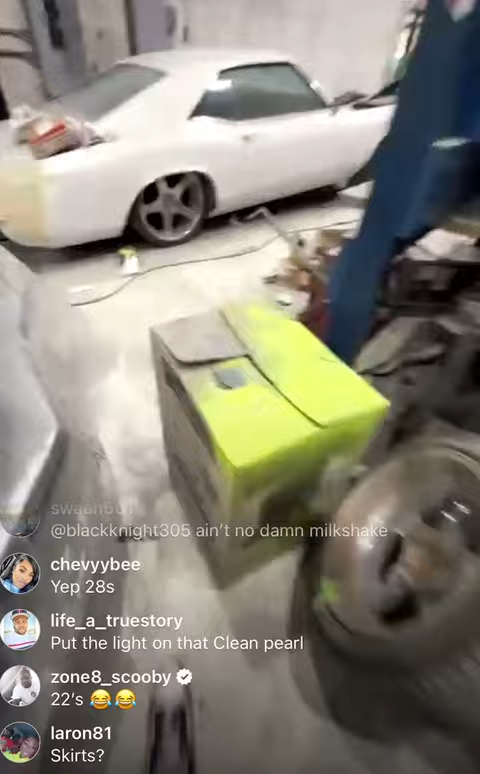 @blackknight305 ain't no damn milkshake
chevyybee
Yep 28s
life_a_truestory
Put the light on that Clean pearl
zone8_scooby
22's 😂😂
laron81
Skirts?